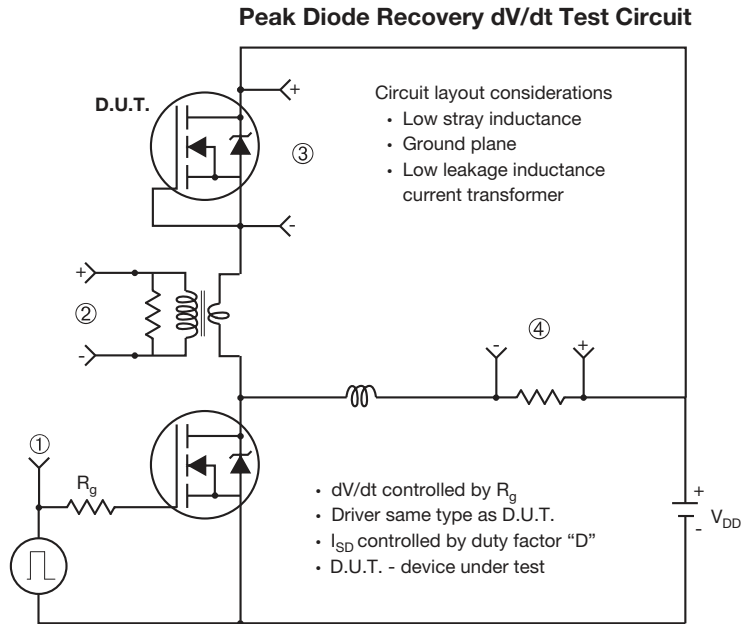 Peak Diode Recovery dV/dt Test Circuit
D.U.T.
+
Circuit layout considerations
• Low stray inductance
• Ground plane
• Low leakage inductance
current transformer
③
-
+
②
-
-
④
+
①
Rg
• dV/dt controlled by Rg
• Driver same type as D.U.T.
• ISD controlled by duty factor “D”
• D.U.T. - device under test
+
VDD
-